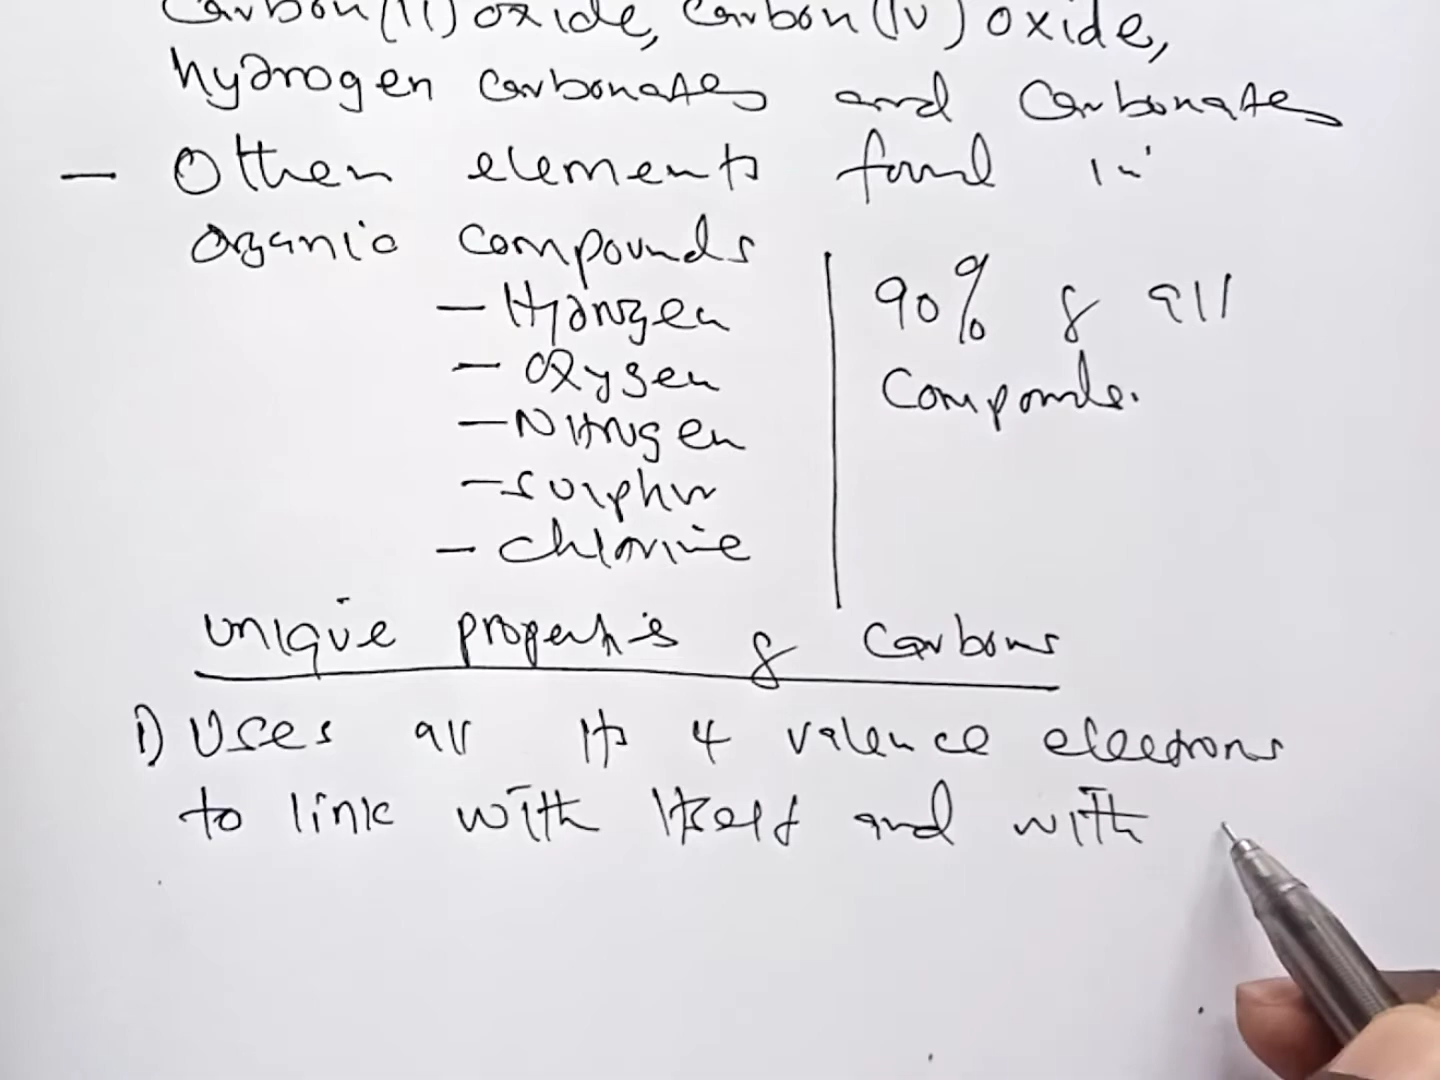 Carbon(II) oxide, Carbon(IV) oxide,
hydrogen carbonates and Carbonates
- Other elements found in
organic compounds
- Hydrogen
- Oxygen
- Nitrogen
- Sulphur
- Chlorine
90% of all
Compounds.
Unique properties of Carbons
1) Uses all its 4 valence electrons
to link with itself and with